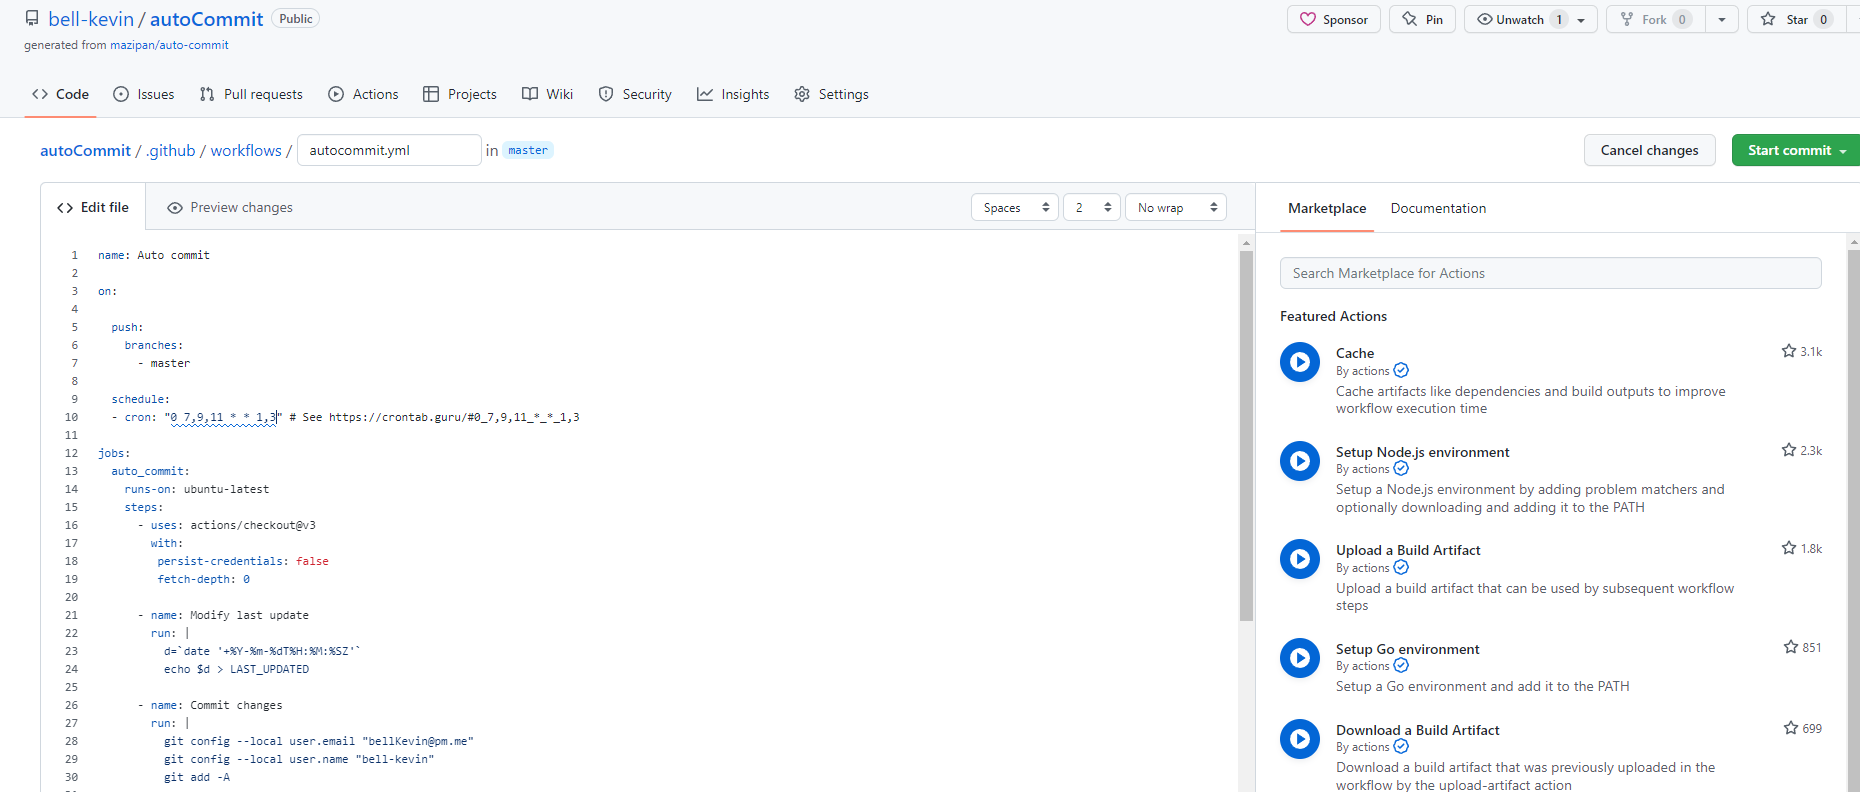 bell-kevin / autoCommit Public
Sponsor Pin Unwatch 1 Fork 0 Star 0
generated from mazipan/auto-commit
Code Issues Pull requests Actions Projects Wiki Security Insights Settings
autoCommit / .github / workflows / autocommit.yml in master
Cancel changes Start commit
Edit file Preview changes
Spaces 2 No wrap
1 name: Auto commit
2
3 on:
4
5 push:
6 branches:
7 - master
8
9 schedule:
10 - cron: "0 7,9,11 * * 1,3" # See https://crontab.guru/#0_7,9,11_*_*_1,3
11
12 jobs:
13 auto_commit:
14 runs-on: ubuntu-latest
15 steps:
16 - uses: actions/checkout@v3
17 with:
18 persist-credentials: false
19 fetch-depth: 0
20
21 - name: Modify last update
22 run: |
23 d=`date '+%Y-%m-%dT%H:%M:%SZ'`
24 echo $d > LAST_UPDATED
25
26 - name: Commit changes
27 run: |
28 git config --local user.email "bellKevin@pm.me"
29 git config --local user.name "bell-kevin"
30 git add -A
Marketplace Documentation
Search Marketplace for Actions
Featured Actions
Cache 3.1k
By actions
Cache artifacts like dependencies and build outputs to improve
workflow execution time
Setup Node.js environment 2.3k
By actions
Setup a Node.js environment by adding problem matchers and
optionally downloading and adding it to the PATH
Upload a Build Artifact 1.8k
By actions
Upload a build artifact that can be used by subsequent workflow
steps
Setup Go environment 851
By actions
Setup a Go environment and add it to the PATH
Download a Build Artifact 699
By actions
Download a build artifact that was previously uploaded in the
workflow by the upload-artifact action